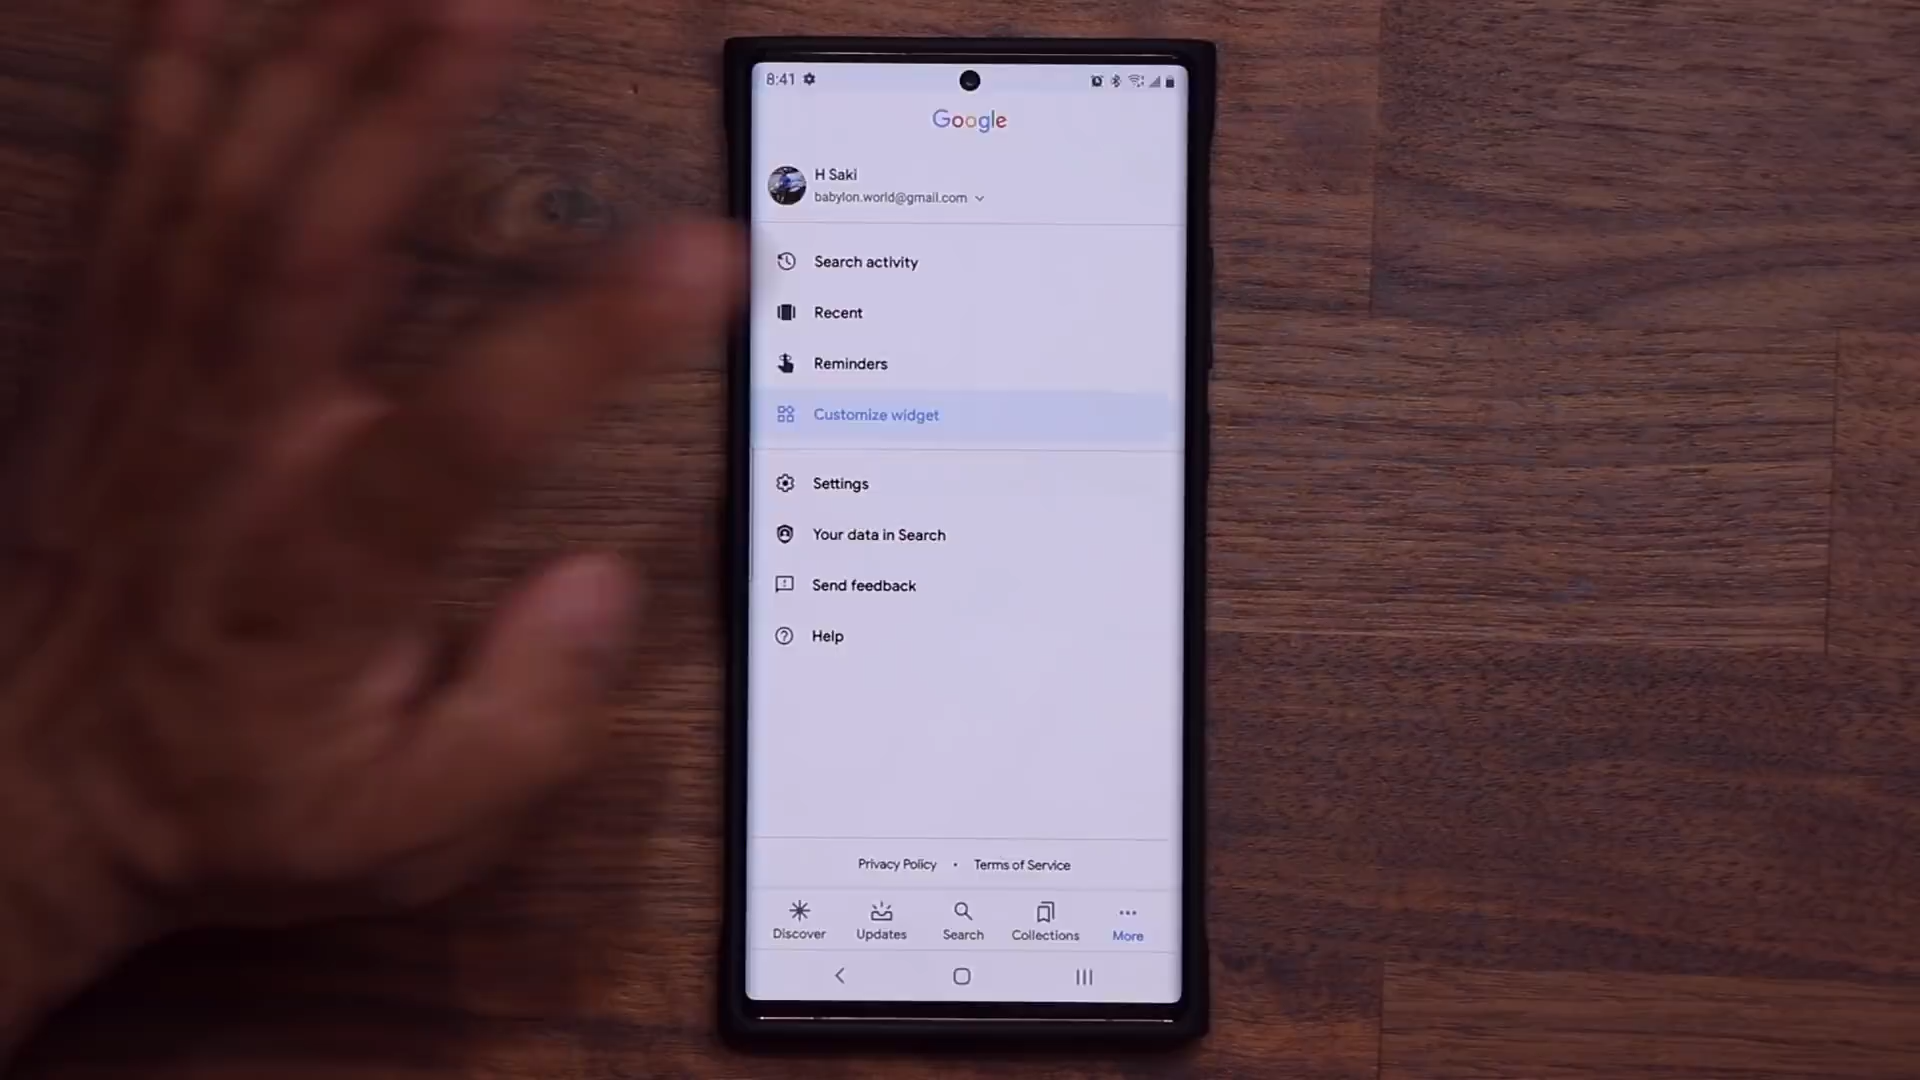 8:41
Google
H Saki
babylon.world@gmail.com
Search activity
Recent
Reminders
Customize widget
Settings
Your data in Search
Send feedback
Help
Privacy Policy • Terms of Service
Discover Updates Search Collections More